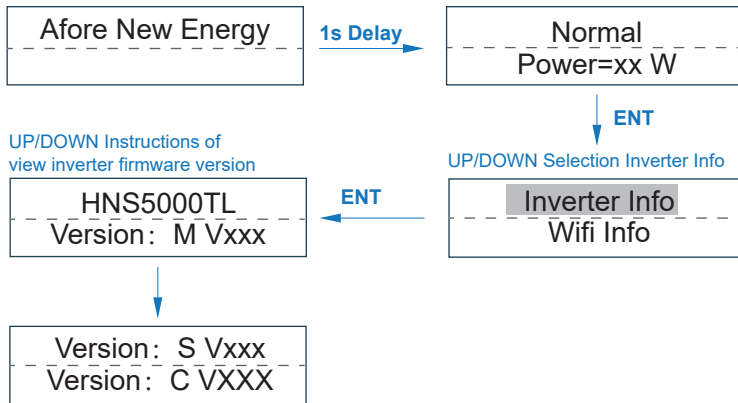 Afore New Energy
1s Delay
Normal
Power=xx W
ENT
UP/DOWN Instructions of
view inverter firmware version
UP/DOWN Selection Inverter Info
HNS5000TL
Version: M Vxxx
ENT
Inverter Info
Wifi Info
Version: S Vxxx
Version: C VXXX